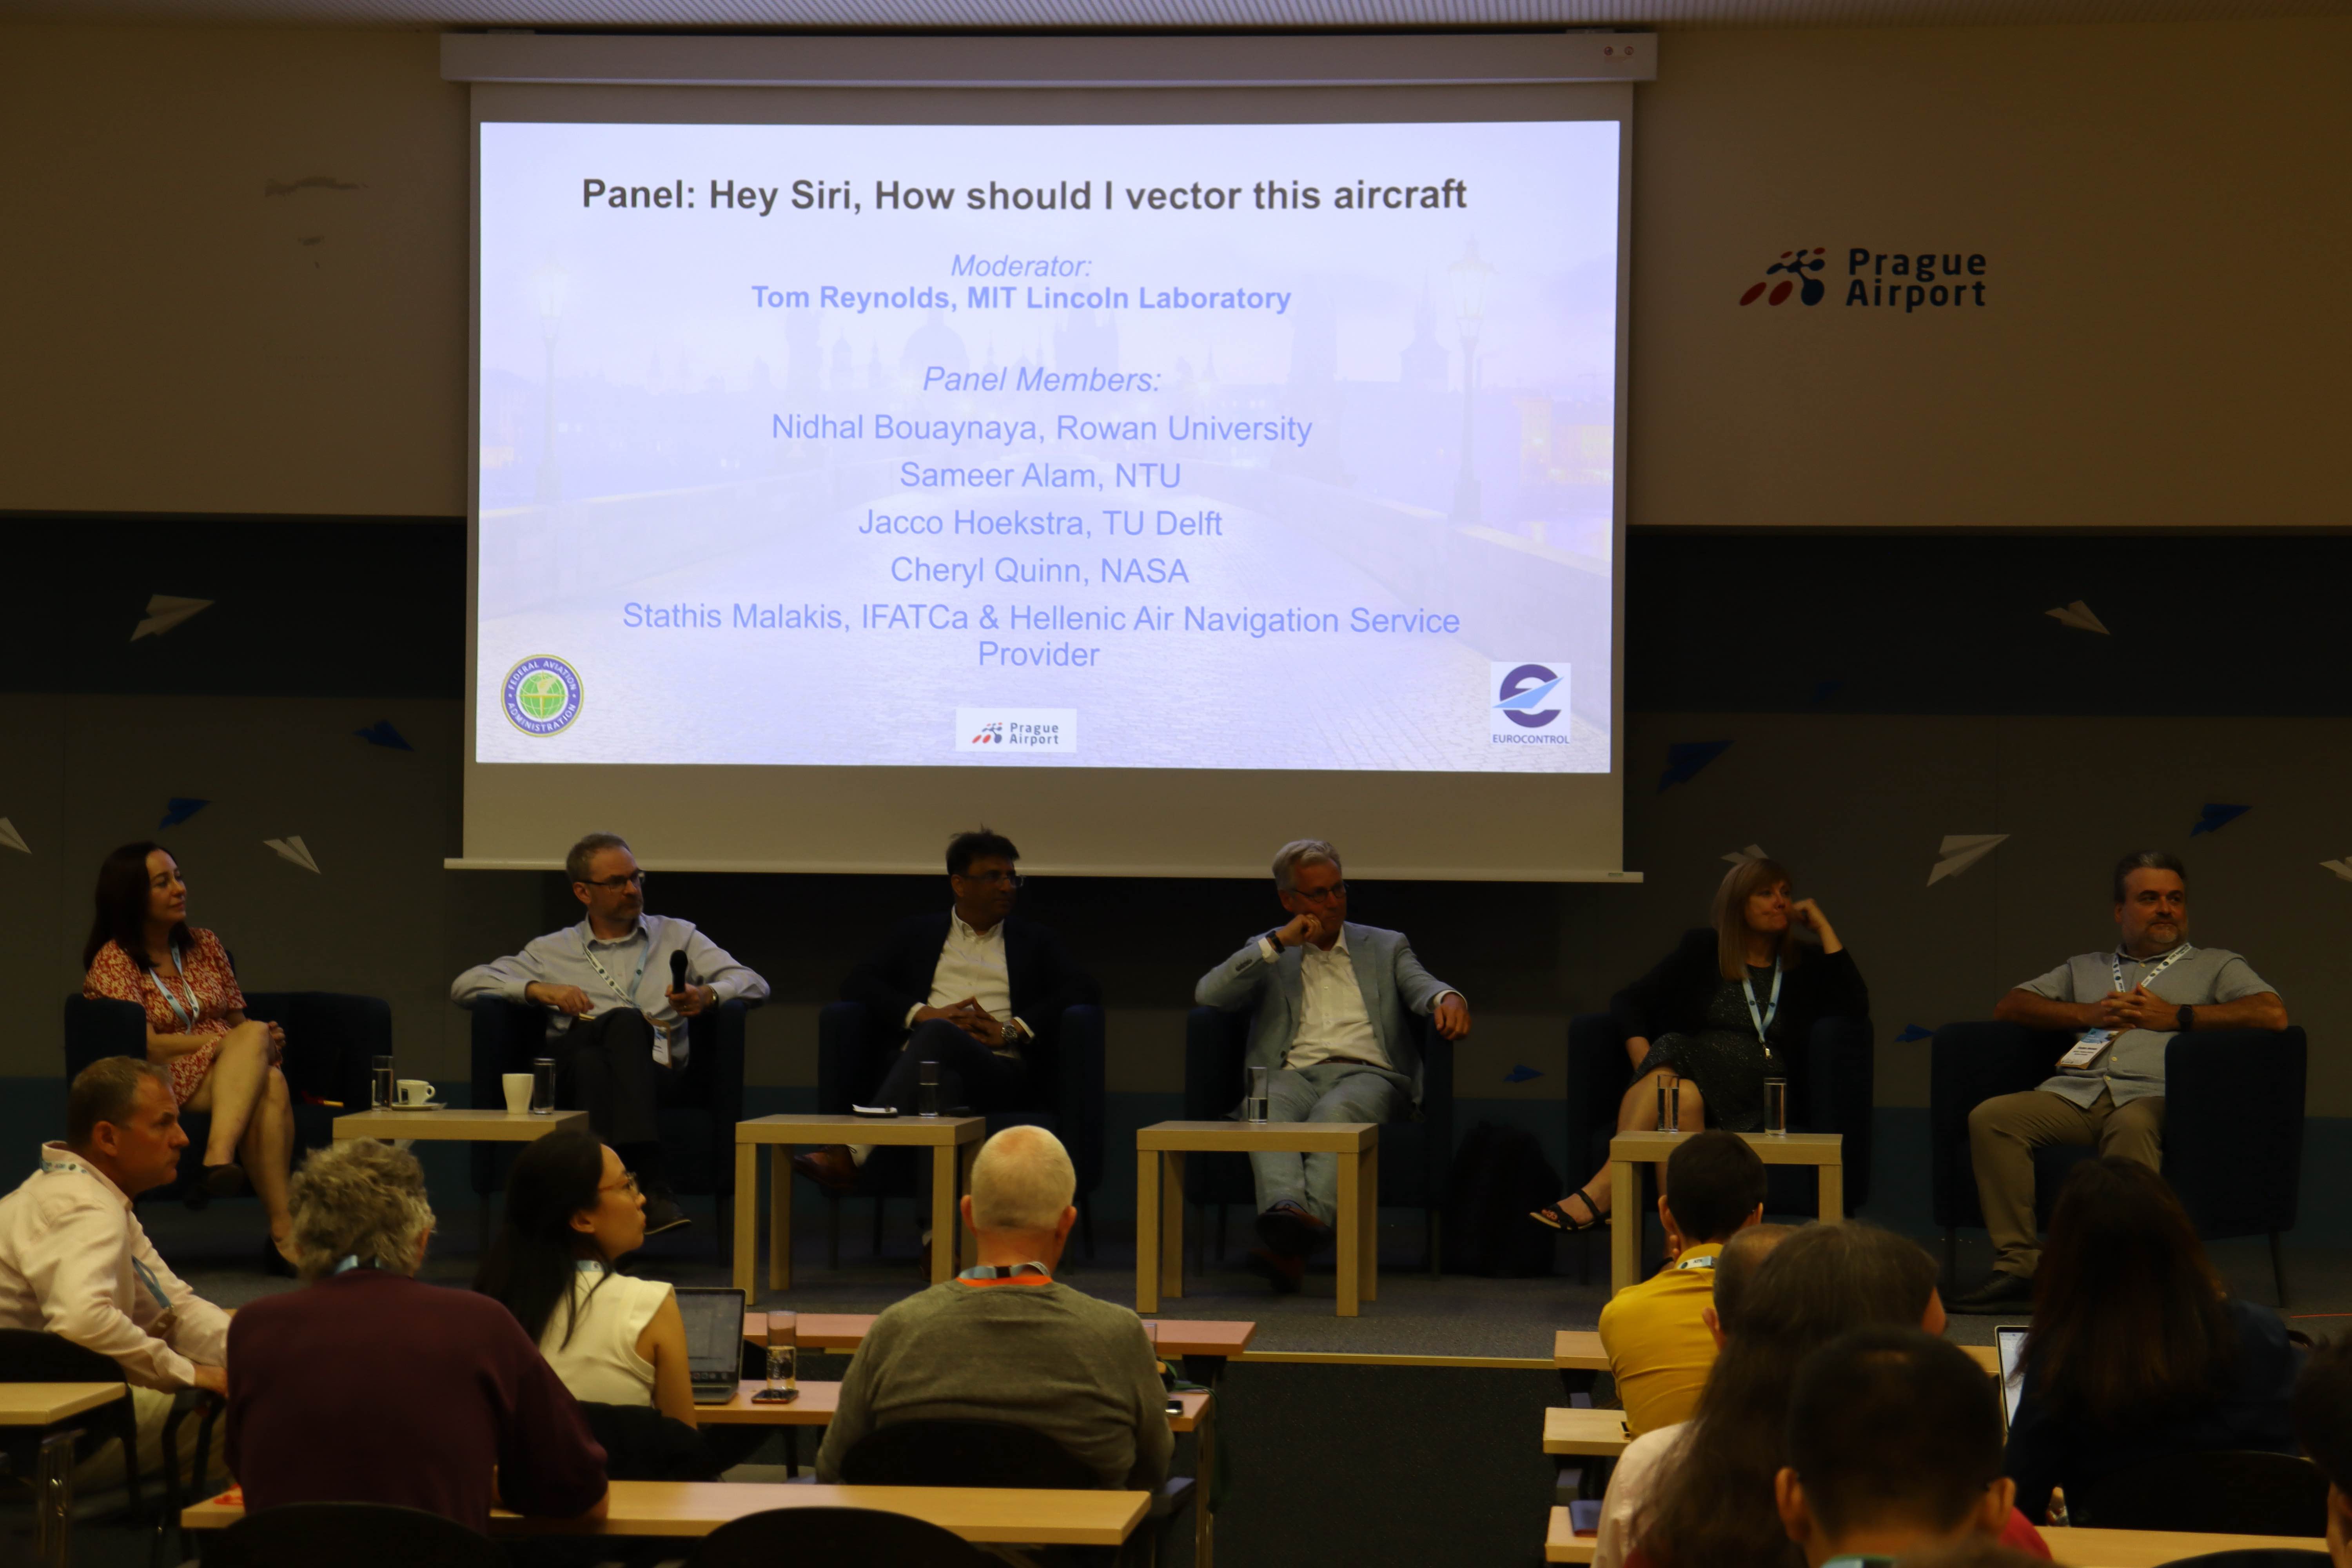 Panel: Hey Siri, How should I vector this aircraft
Moderator:
Tom Reynolds, MIT Lincoln Laboratory
Panel Members:
Nidhal Bouaynaya, Rowan University
Sameer Alam, NTU
Jacco Hoekstra, TU Delft
Cheryl Quinn, NASA
Stathis Malakis, IFATCa & Hellenic Air Navigation Service
Provider
FEDERAL AVIATION
ADMINISTRATION
Prague
Airport
EUROCONTROL
Prague
Airport